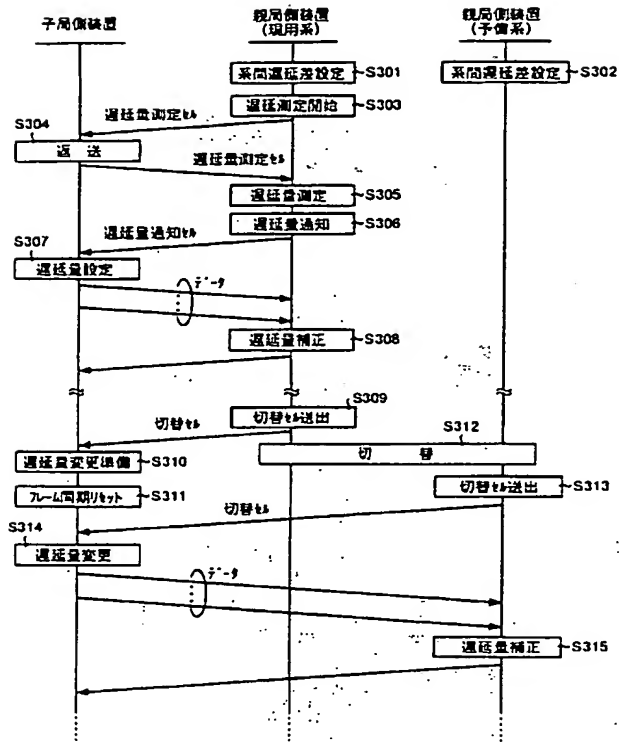 子局側装置
親局側装置
(現用系)
親局側装置
(予備系)
系間遅延差設定
S301
系間遅延差設定
S302
遅延測定開始
S303
遅延量測定セル
S304
返 送
遅延量測定セル
遅延量測定
S305
遅延量通知
S306
遅延量通知セル
S307
遅延量設定
データ
遅延量補正
S308
切替セル送出
S309
切替セル
S312
切 替
遅延量変更準備
S310
切替セル送出
S313
フレーム同期リセット
S311
切替セル
S314
遅延量変更
データ
遅延量補正
S315